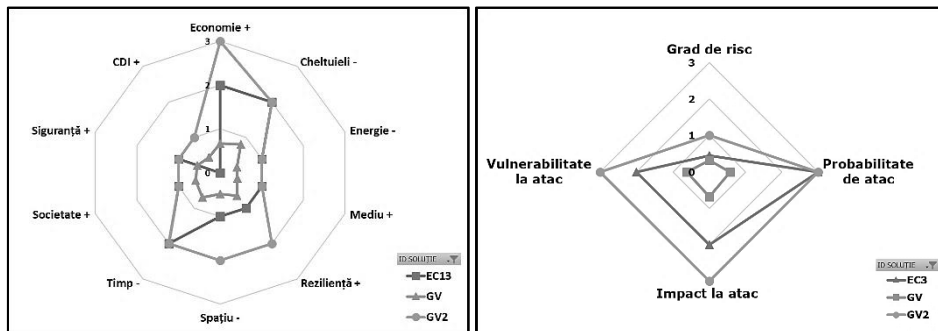 Economie +
3
CDI +
Cheltuieli -
2
1
Siguranță +
Energie -
0
Societate +
Mediu +
Timp -
Reziliență +
Spațiu -
ID SOLUȚIE
EC13
GV
GV2
Grad de risc
3
2
1
Vulnerabilitate
la atac
0
Probabilitate
de atac
Impact la atac
ID SOLUȚIE
EC3
GV
GV2